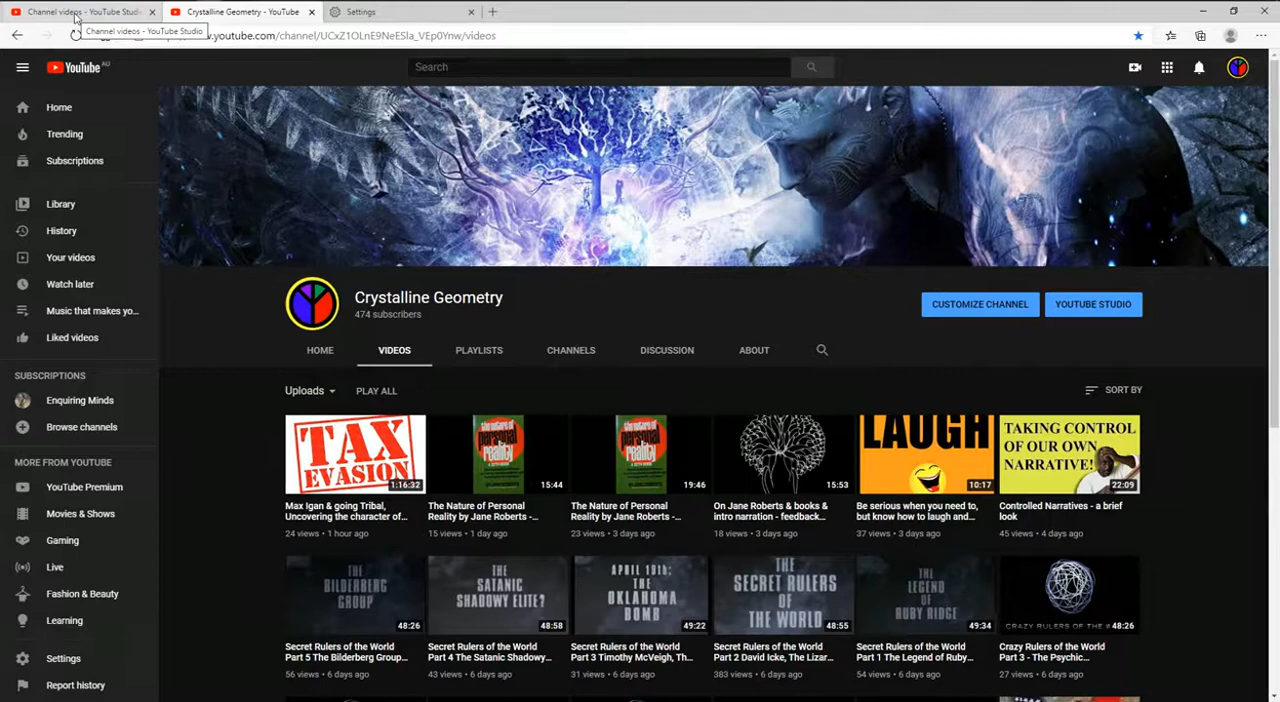 Channel videos - YouTube Studi
Crystalline Geometry - YouTube
Settings
Channel videos - YouTube Studio
w.youtube.com/channel/UCxZ1OLnE9NeESla_VEp0Ynw/videos
YouTube AU
Search
Home
Trending
Subscriptions
Library
History
Your videos
Watch later
Music that makes yo...
Liked videos
SUBSCRIPTIONS
Enquiring Minds
Browse channels
MORE FROM YOUTUBE
YouTube Premium
Movies & Shows
Gaming
Live
Fashion & Beauty
Learning
Settings
Report history
Crystalline Geometry
474 subscribers
CUSTOMIZE CHANNEL
YOUTUBE STUDIO
HOME
VIDEOS
PLAYLISTS
CHANNELS
DISCUSSION
ABOUT
Uploads
PLAY ALL
SORT BY
TAX
EVASION
1:16:32
Max Igan & going Tribal,
Uncovering the character of...
24 views • 1 hour ago
the nature of
personal
reality
15:44
The Nature of Personal
Reality by Jane Roberts -...
15 views • 1 day ago
the nature of
personal
reality
19:46
The Nature of Personal
Reality by Jane Roberts -...
23 views • 3 days ago
15:53
On Jane Roberts & books &
intro narration - feedback...
18 views • 3 days ago
LAUGH
10:17
Be serious when you need to,
but know how to laugh and...
37 views • 3 days ago
TAKING CONTROL
OF OUR OWN
NARRATIVE!
22:09
Controlled Narratives - a brief
look
45 views • 4 days ago
THE
BILDERBERG
GROUP
48:26
Secret Rulers of the World
Part 5 The Bilderberg Group...
56 views • 6 days ago
THE
SATANIC
SHADOWY ELITE?
48:58
Secret Rulers of the World
Part 4 The Satanic Shadowy...
43 views • 6 days ago
APRIL 19th:
THE
OKLAHOMA
BOMB
49:22
Secret Rulers of the World
Part 3 Timothy McVeigh, Th...
31 views • 6 days ago
THE
SECRET RULERS
OF
THE WORLD
48:55
Secret Rulers of the World
Part 2 David Icke, The Lizar...
383 views • 6 days ago
THE
LEGEND
OF
RUBY RIDGE
49:34
Secret Rulers of the World
Part 1 The Legend of Ruby...
54 views • 6 days ago
CRAZY RULERS OF THE W
48:26
Crazy Rulers of the World
Part 3 - The Psychic...
27 views • 6 days ago